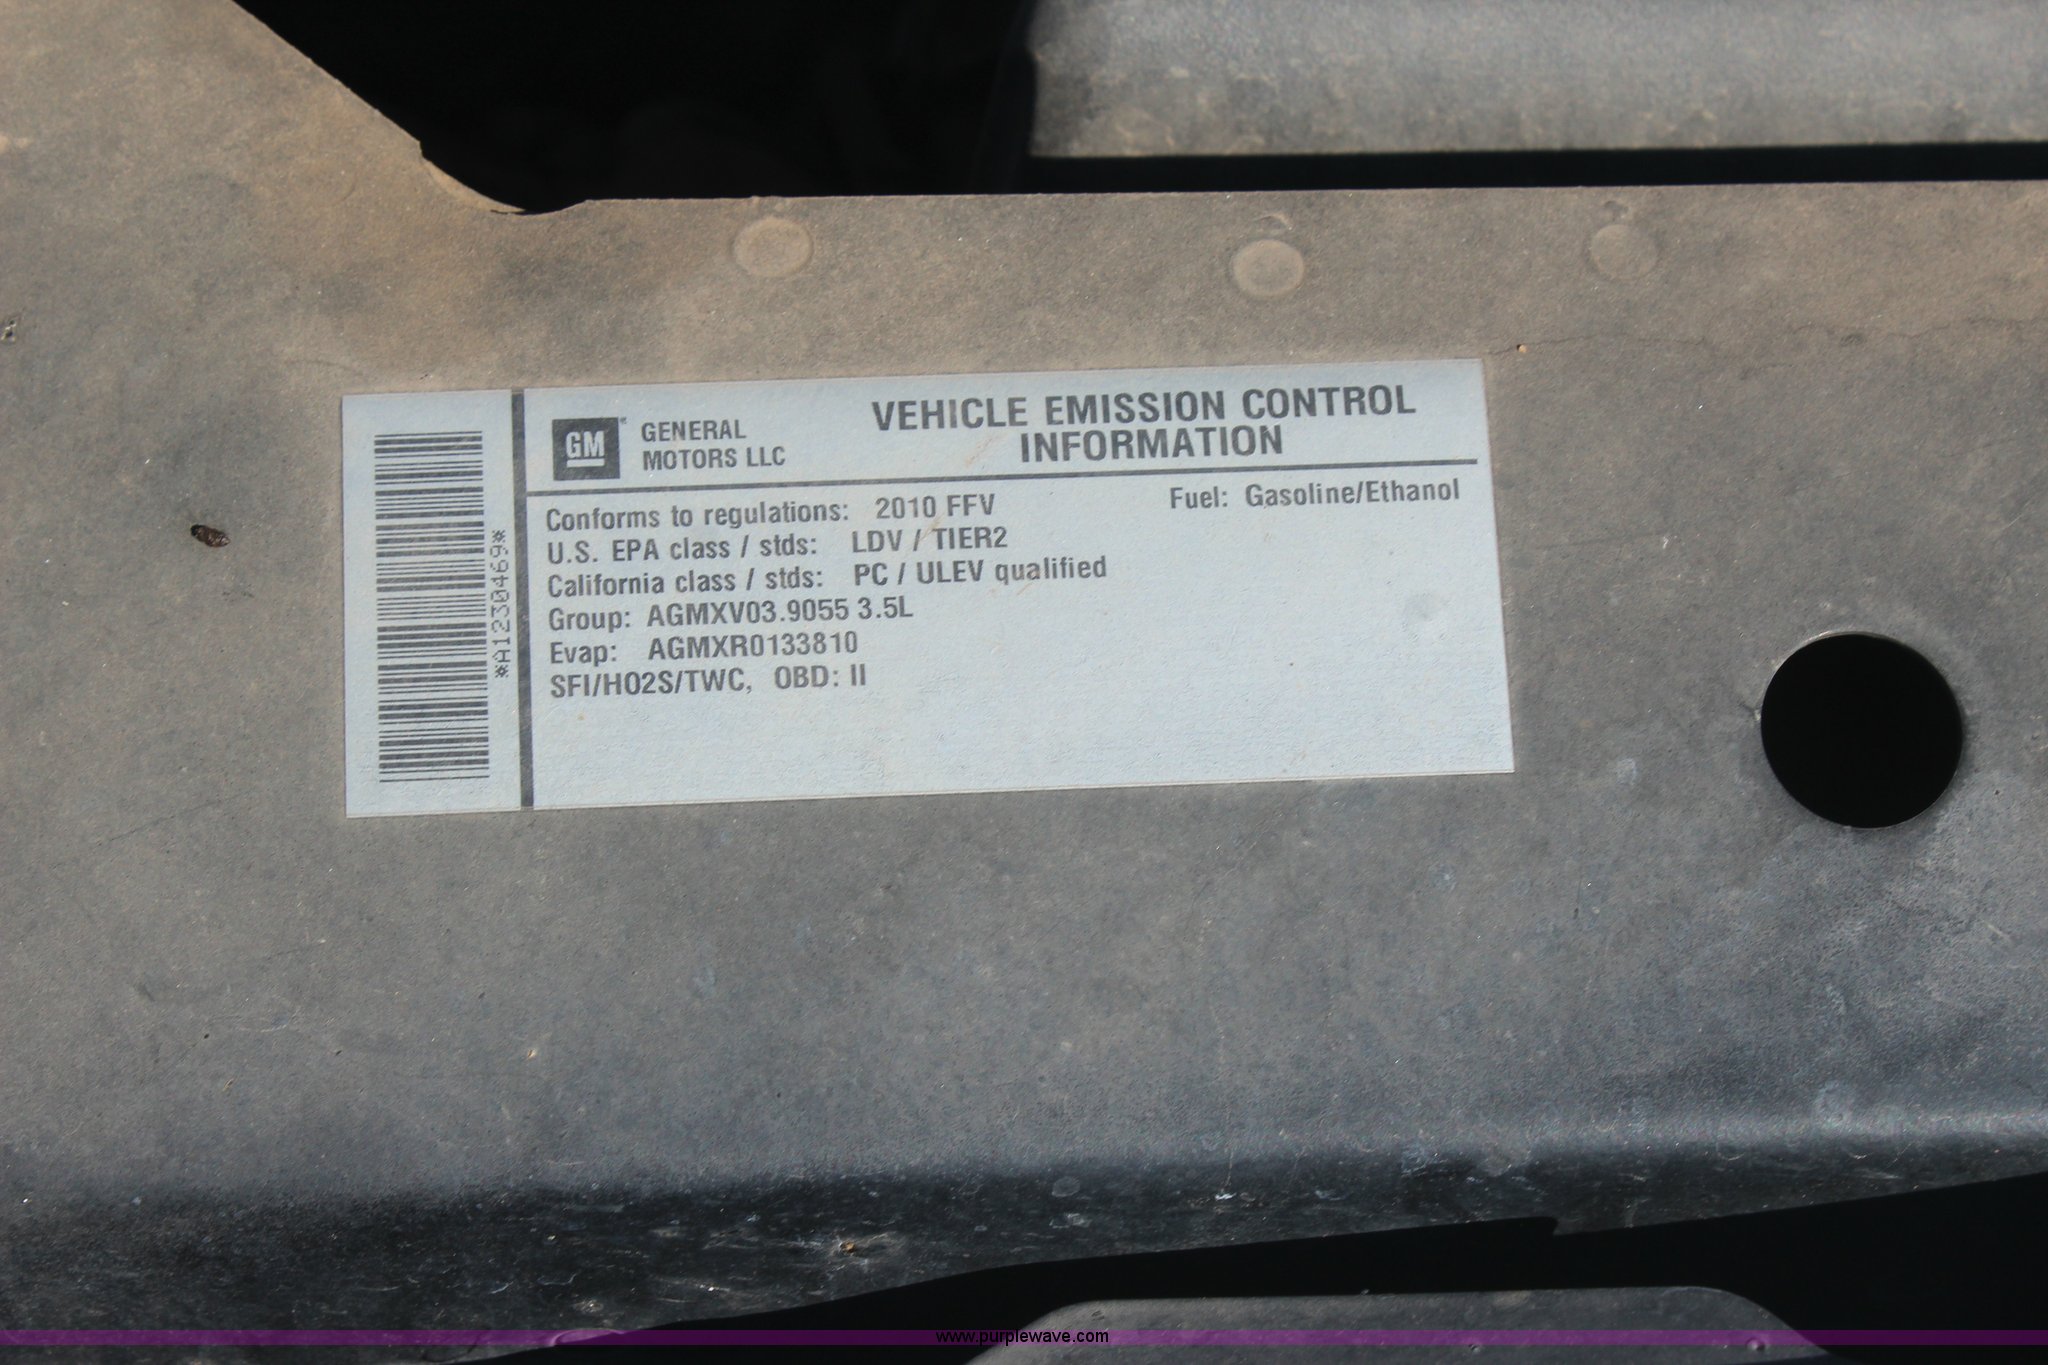 *A1230469*
GM
GENERAL
MOTORS LLC
VEHICLE EMISSION CONTROL
INFORMATION
Conforms to regulations: 2010 FFV
Fuel: Gasoline/Ethanol
U.S. EPA class / stds: LDV / TIER2
California class / stds: PC / ULEV qualified
Group: AGMXV03.9055 3.5L
Evap: AGMXR0133810
SFI/HO2S/TWC, OBD: II
www.purplewave.com